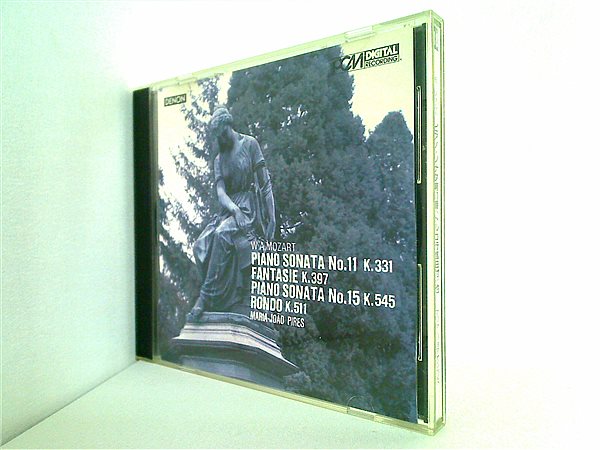 DENON
PCM DIGITAL
RECORDING
W.A.MOZART
PIANO SONATA No.11 K.331
FANTASIE K.397
PIANO SONATA No.15 K.545
RONDO K.511
MARIA-JOÃO PIRES